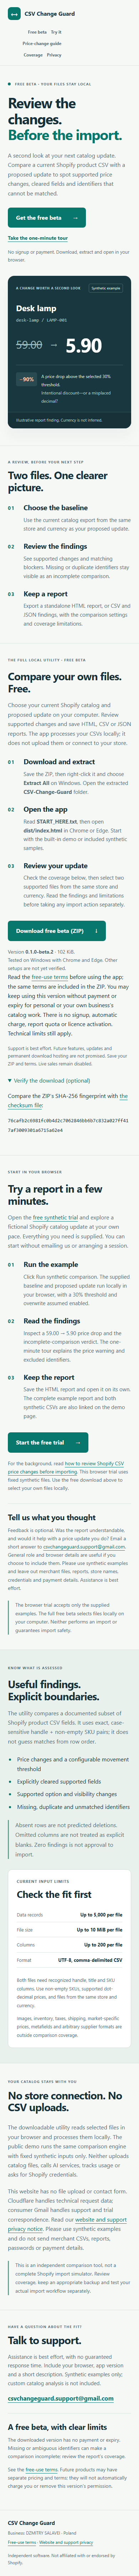 CSV Change Guard
Free beta Try it
Price-change guide
Coverage Privacy
FREE BETA · YOUR FILES STAY LOCAL
Review the
changes.
Before the import.
A second look at your next catalog update.
Compare a current Shopify export with your
proposed update to spot suspicious price
changes, cleared fields and identifiers that
cannot be matched.
Get the free beta →
Take the one-minute tour
No signup or payment. Download, extract and open in your
browser.
A CHANGE WORTH A SECOND LOOK
Synthetic example
Desk lamp
desk-lamp / LAMP-001
59.00 → 5.90
-90%
A price drop above the selected 30%
threshold.
Intentional discount—or a misplaced
decimal?
Illustrative report finding. Currency is not inferred.
A REVIEW, BEFORE YOUR NEXT STEP
Two files. One clearer
picture.
01 Choose the baseline
Use the current catalog export from the same
store and currency as your proposed update.
02 Review the findings
See supported changes and matching
blockers. Missing or duplicate identifiers stay
visible as an incomplete comparison.
03 Keep a report
Export a standalone HTML report, or CSV and
JSON findings, with the comparison settings
and coverage limitations.
THE FULL LOCAL UTILITY · FREE BETA
Compare your own files.
Free.
Choose your current Shopify catalog and
proposed update on your computer. Review
supported changes and save HTML, CSV or JSON
reports. The app processes your CSVs locally; it
does not upload them or connect to your store.
01 Download and extract
Save the ZIP, then right-click it and choose
Extract All on Windows. Open the extracted
CSV-Change-Guard folder.
02 Open the app
Read START_HERE.txt, then open
dist/index.html in Chrome or Edge. Start
with the built-in demo or included synthetic
samples.
03 Review your update
Check the coverage below, then select two
supported files from the same store and
currency. Read the findings and limitations
before taking any import action separately.
Download free beta (ZIP) ↓
Version 0.1.0-beta.2 · 102 KiB.
Tested on Windows with Chrome and Edge. Other
setups are not yet verified.
Read the free-use terms before using the app;
the same terms are included in the ZIP. You may
keep using this version without payment or
expiry for personal or your own business
catalog work. There is no signup, automatic
charge, report quota or licence activation.
Technical limits still apply.
Support is best effort. Future features, updates and
permanent download hosting are not promised. Save your
ZIP and terms. Live sales remain disabled.
▼ Verify the download (optional)
Compare the ZIP's SHA-256 fingerprint with the
checksum file:
START IN YOUR BROWSER
Try a report in a few
minutes.
Open the free synthetic trial and explore a
fictional Shopify catalog update at your own
pace. Everything you need is supplied. You can
start without emailing us or arranging a session.
01 Run the example
Click Run synthetic comparison. The supplied
baseline and proposed update run locally in
your browser, with a 30% threshold and
overwrite assumption already enabled.
02 Read the findings
Inspect a 59.00 → 5.90 price drop and the
incomplete comparison caused by one
missing match. The one-minute tour
explains the price warning and any
excluded identifiers.
03 Keep the report
Save the HTML report and open it on its own.
The complete example report and both
synthetic CSVs are also linked on the demo
page.
Start the free trial →
For the background, read how to review Shopify CSV
price changes before importing. This browser trial uses
fixed synthetic files. Use the free download above to
select your own files locally.
Tell us what you thought
Feedback is optional. Was the report understandable,
and would it help with a price update you do? Email a
short answer to csvchangeguard.support@gmail.com.
General role and browser details are useful if you
choose to include them. Please use synthetic examples
and leave out merchant files, reports, store names,
credentials and payment details. Assistance is best
effort.
The browser trial accepts only the supplied
examples. The full free beta selects files locally on
your computer. Neither performs an import or
guarantees import safety.
KNOW WHAT IS ASSESSED
Useful findings.
Explicit boundaries.
The utility compares a documented subset of
Shopify product CSV fields. It uses exact, case-
sensitive handle + non-empty SKU pairs; it does
not guess matches from row order.
• Price changes and a configurable movement
threshold
• Explicitly cleared supported fields
• Supported option and visibility changes
• Missing, duplicate and unmatched identifiers
Absent rows are not predicted deletions.
Omitted columns are not treated as explicit
blanks. Zero findings is not approval to
import.
CURRENT INPUT LIMITS
Check the fit first
Data records Up to 5,000 per file
File size Up to 10 MiB per file
Columns Up to 200 per file
Format UTF-8, comma-delimited CSV
Both files need recognised handle, title and SKU
columns. Use non-empty SKUs, supported dot-
decimal prices, and files from the same store and
currency.
Images, inventory, taxes, shipping, market-specific
prices, metafields and arbitrary supplier formats are
outside comparison coverage.
YOUR CATALOG STAYS WITH YOU
No store connection. No
CSV uploads.
The downloadable utility reads selected files in
your browser and processes them locally. The
public demo runs the same comparison engine
with fixed synthetic inputs only. Neither uploads
catalog files, calls AI services, tracks usage or
asks for Shopify credentials.
This website has no file upload or contact form.
Cloudflare handles technical request data;
consumer Gmail handles support and trial
correspondence. Read our website and support
privacy notice. Please use synthetic examples
and do not send merchant CSVs, reports,
passwords or payment details.
This is an independent comparison tool, not a
complete Shopify import simulator. Review
coverage, keep an appropriate backup and test your
actual import workflow separately.
HAVE A QUESTION ABOUT THE FIT?
Talk to support.
Assistance is best effort, with no guaranteed
response time. Include your browser, app version
and a short description. Synthetic examples only;
custom catalog analysis is not included.
csvchangeguard.support@gmail.com
A free beta, with clear limits
The downloaded version has no payment or expiry.
Missing or ambiguous identifiers can make a
comparison incomplete; review the report's coverage.
See the free-use terms. Future products may have
separate pricing and terms; they will not automatically
charge you or remove this version's permission.
CSV Change Guard
Business: DZMITRY SALAVEI · Poland
Free-use terms · Website and support privacy
Independent software. Not affiliated with or endorsed by
Shopify.